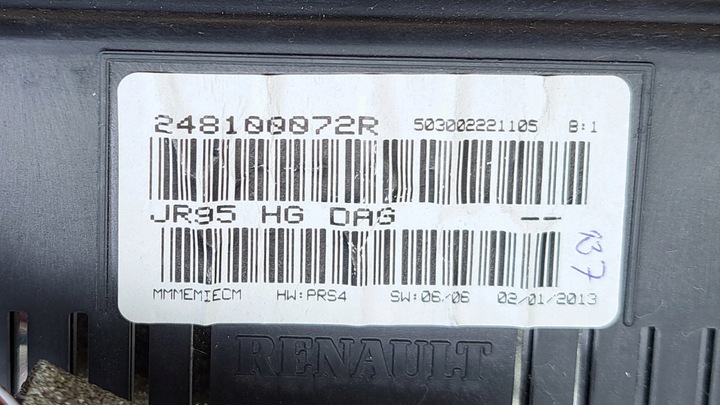 248100072R 503002221105 B:1
JR95 HG DAG --
137
MMMEMIECM HW:PRS4 SW:06/06 02/01/2013
RENAULT